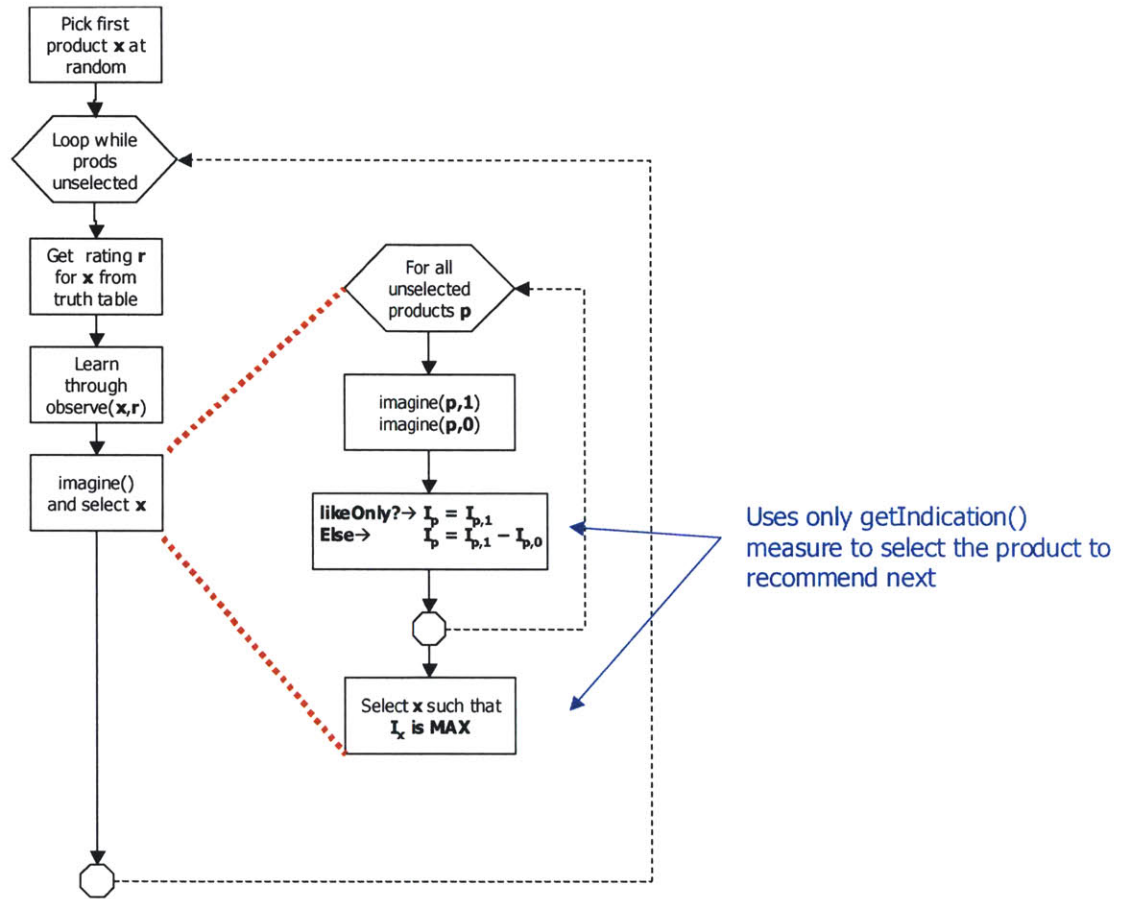 Pick first
product x at
random
Loop while
prods
unselected
Get rating r
for x from
truth table
Learn
through
observe(x,r)
imagine()
and select x
For all
unselected
products p
imagine(p,1)
imagine(p,0)
likeOnly?→ Iₚ = Iₚ,₁
Else→ Iₚ = Iₚ,₁ – Iₚ,₀
Select x such that
Iₓ is MAX
Uses only getIndication()
measure to select the product to
recommend next